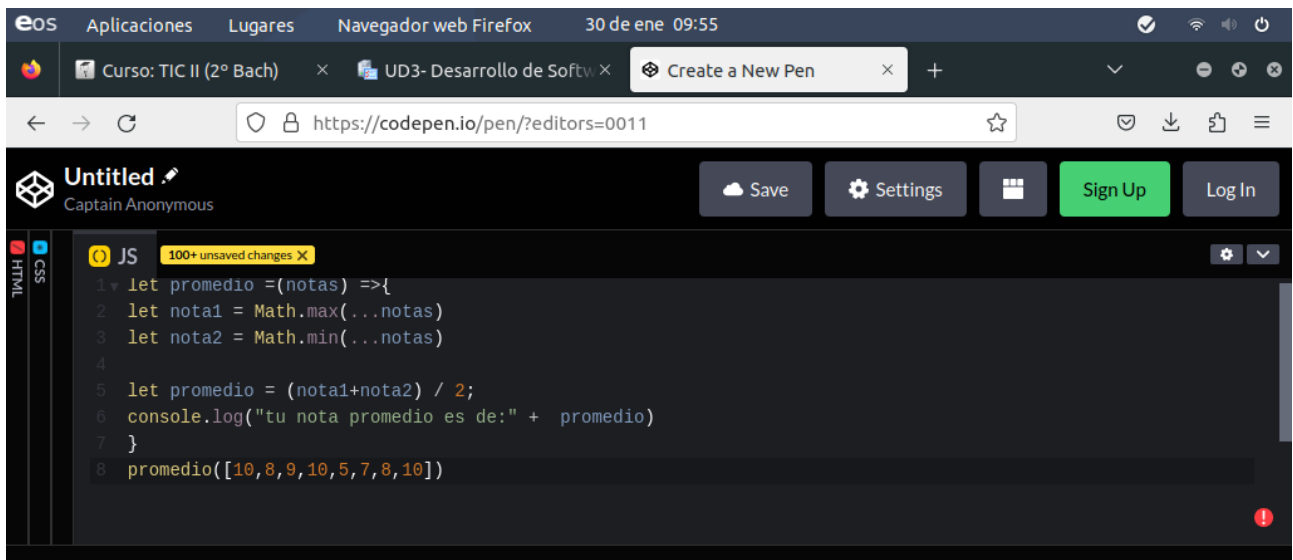 eos Aplicaciones Lugares Navegador web Firefox 30 de ene 09:55
Curso: TIC II (2º Bach) × UD3- Desarrollo de Softw × Create a New Pen × +
https://codepen.io/pen/?editors=0011
Untitled
Captain Anonymous
Save Settings Sign Up Log In
HTML
CSS
JS 100+ unsaved changes X
1 let promedio =(notas) =>{
2 let nota1 = Math.max(...notas)
3 let nota2 = Math.min(...notas)
4
5 let promedio = (nota1+nota2) / 2;
6 console.log("tu nota promedio es de:" +  promedio)
7 }
8 promedio([10,8,9,10,5,7,8,10])